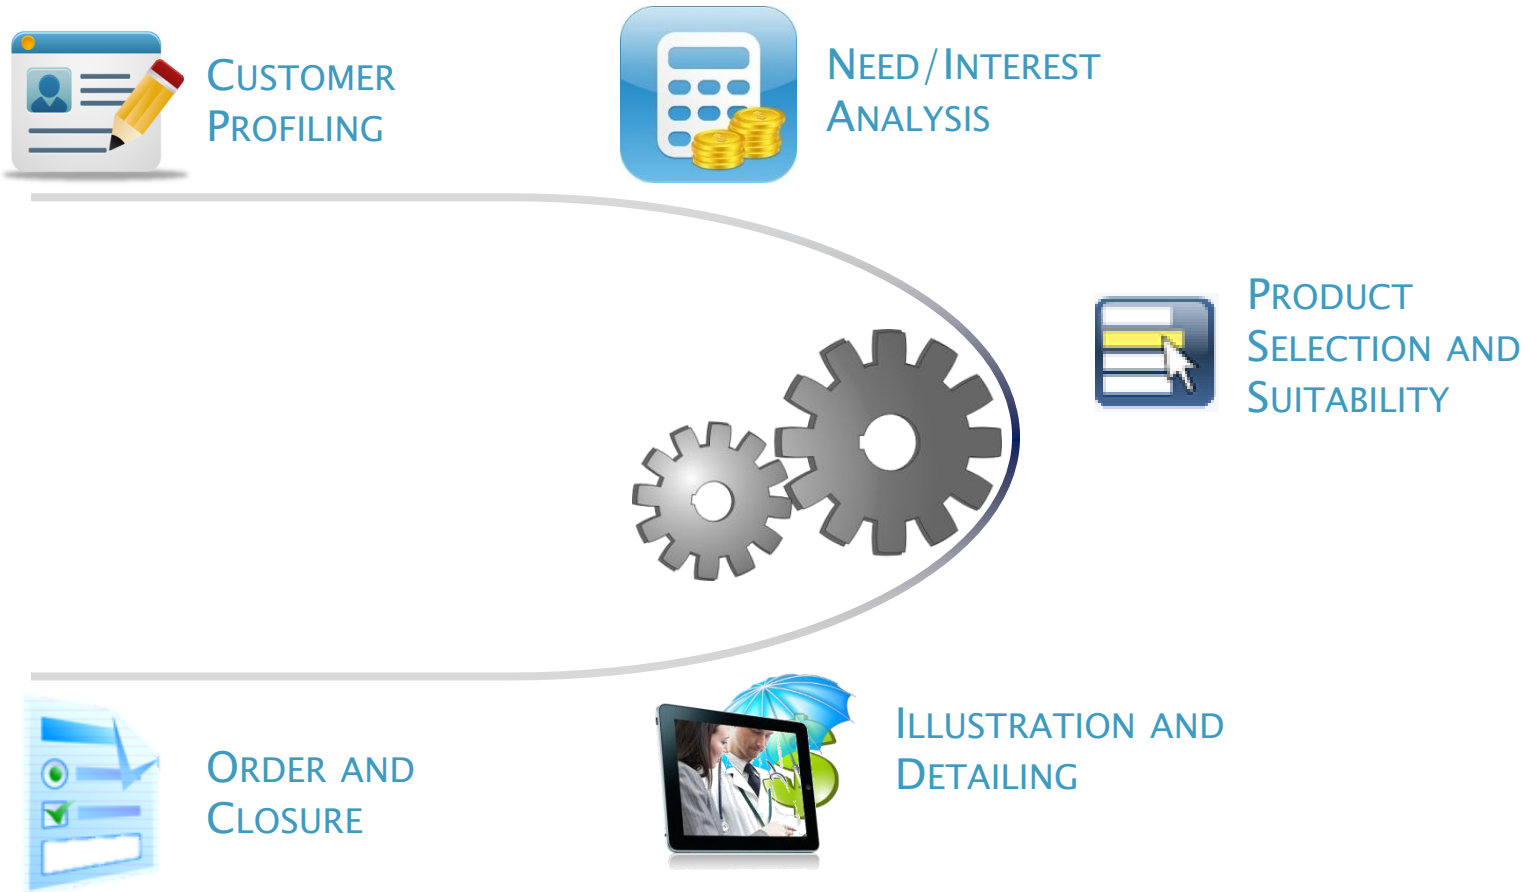 CUSTOMER
PROFILING
NEED/INTEREST
ANALYSIS
PRODUCT
SELECTION AND
SUITABILITY
ILLUSTRATION AND
DETAILING
ORDER AND
CLOSURE